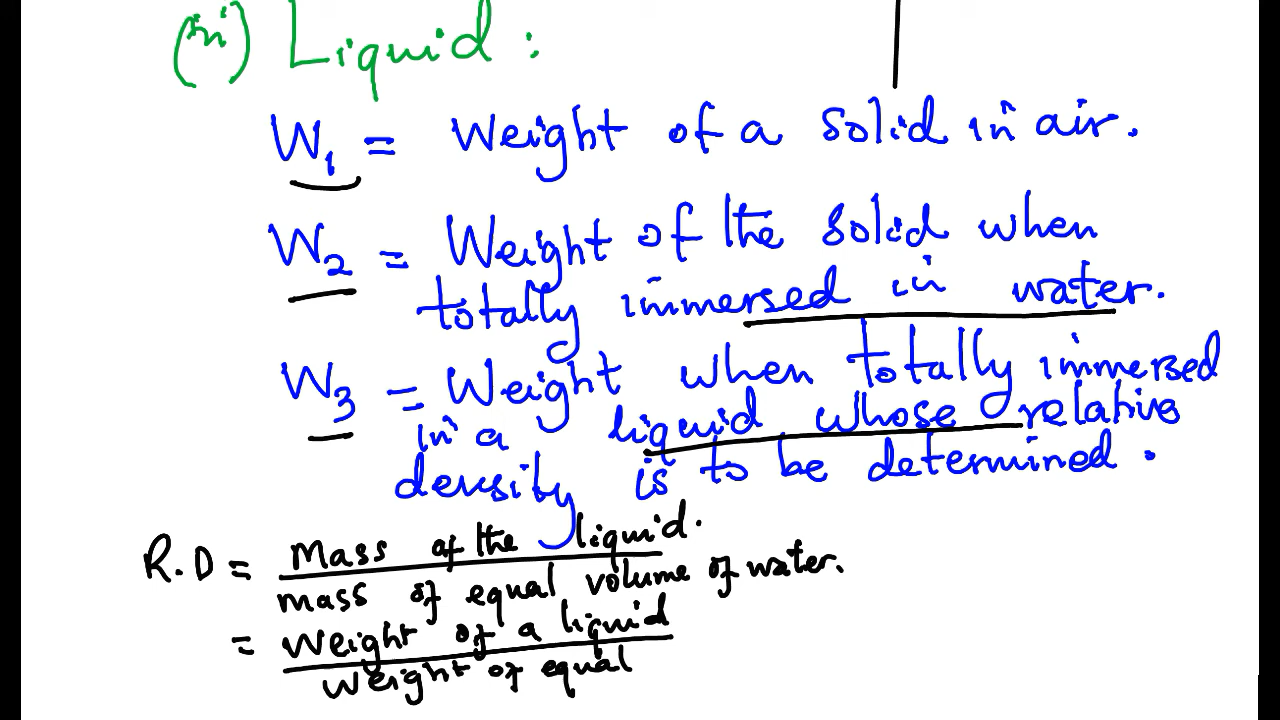 (ii) Liquid :
W₁ = Weight of a solid in air.
W₂ = Weight of the solid when
totally immersed in water.
W₃ = Weight when totally immersed
in a liquid whose relative
density is to be determined.
R.D = Mass of the liquid.
mass of equal volume of water.
= Weight of a liquid
Weight of equal